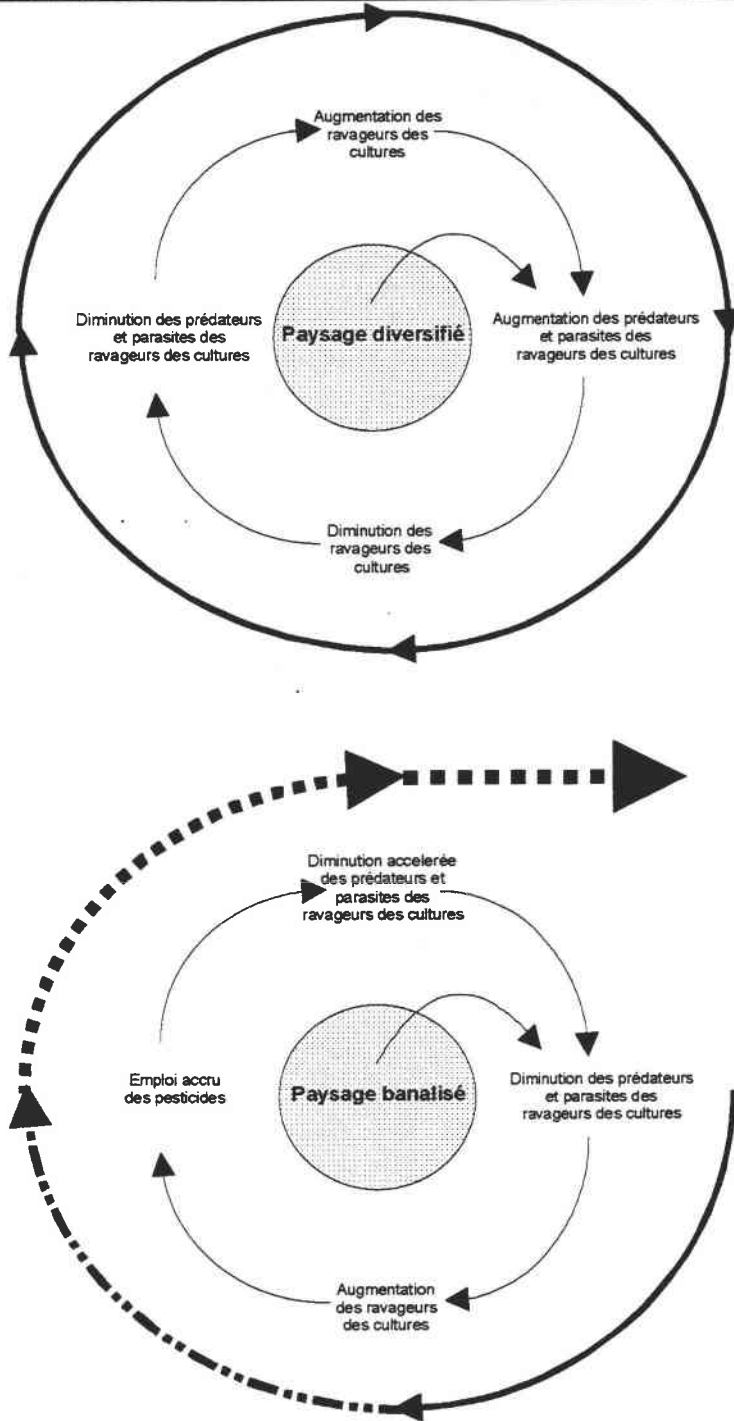 Augmentation des
ravageurs des
cultures
Diminution des prédateurs
et parasites des
ravageurs des cultures
Paysage diversifié
Augmentation des prédateurs
et parasites des
ravageurs des cultures
Diminution des
ravageurs des
cultures
Diminution accelerée
des prédateurs et
parasites des
ravageurs des cultures
Emploi accru
des pesticides
Paysage banalisé
Diminution des prédateurs
et parasites des
ravageurs des cultures
Augmentation
des ravageurs
des cultures